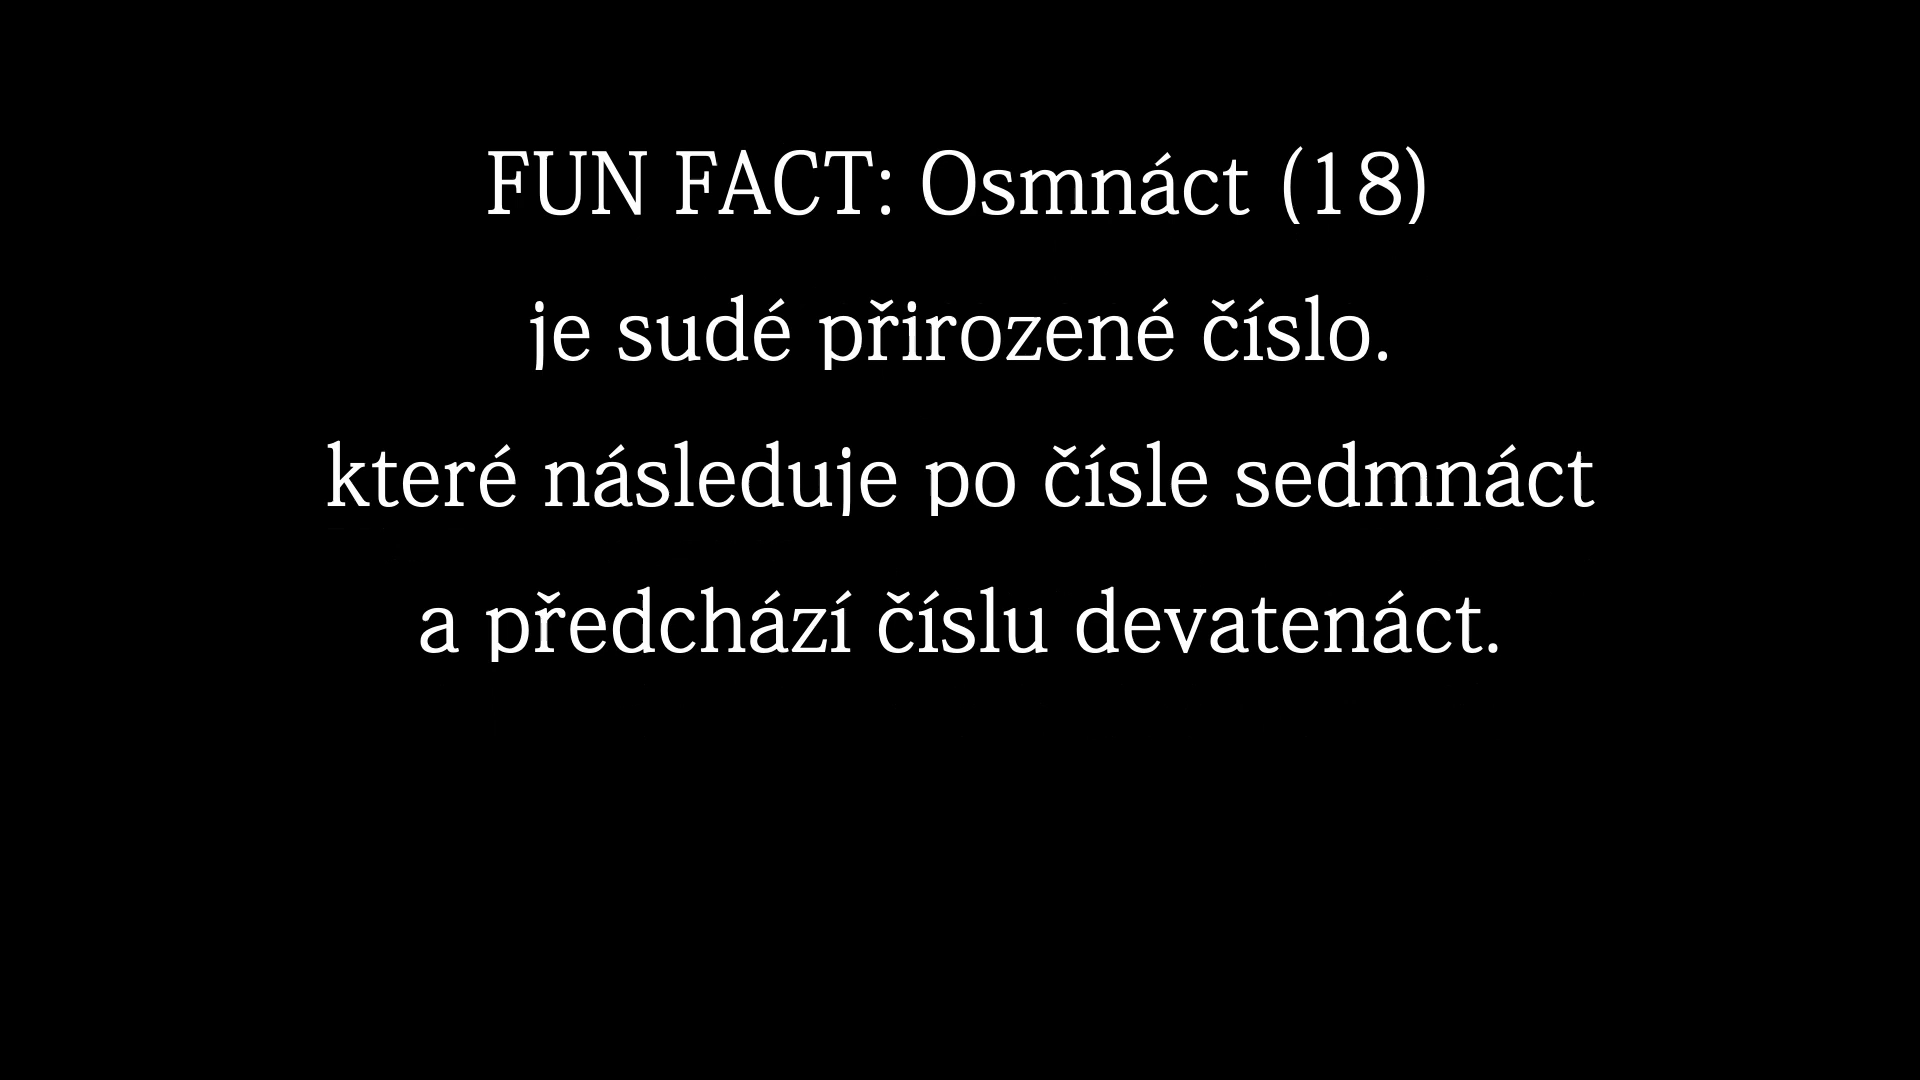 FUN FACT: Osmnáct (18)
je sudé přirozené číslo.
které následuje po čísle sedmnáct
a předchází číslu devatenáct.